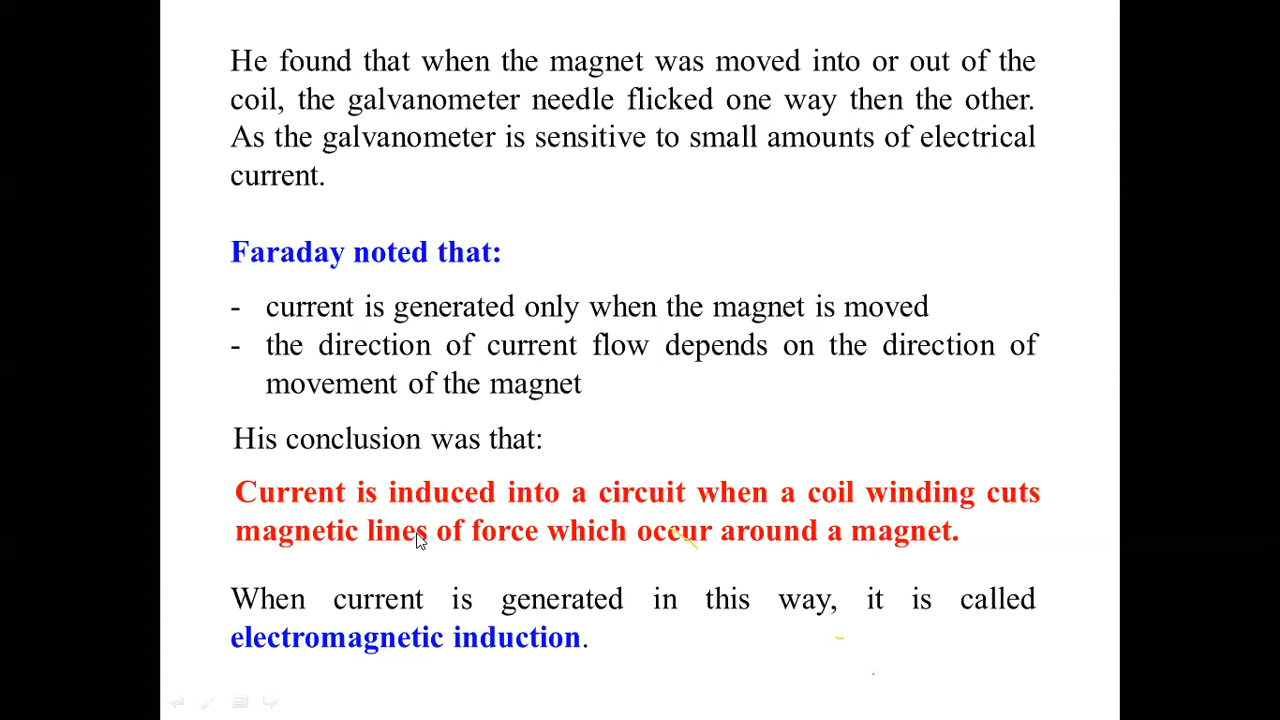 He found that when the magnet was moved into or out of the
coil, the galvanometer needle flicked one way then the other.
As the galvanometer is sensitive to small amounts of electrical
current.
Faraday noted that:
- current is generated only when the magnet is moved
- the direction of current flow depends on the direction of
movement of the magnet
His conclusion was that:
Current is induced into a circuit when a coil winding cuts
magnetic lines of force which occur around a magnet.
When current is generated in this way, it is called
electromagnetic induction.